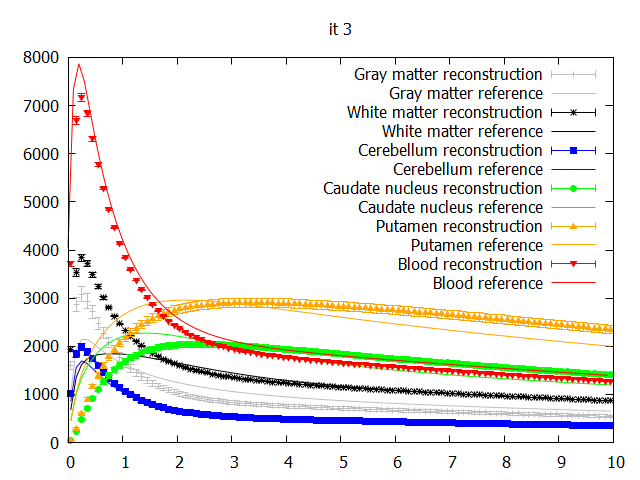 it 3
8000
7000
6000
5000
4000
3000
2000
1000
0
0 1 2 3 4 5 6 7 8 9 10
Gray matter reconstruction
Gray matter reference
White matter reconstruction
White matter reference
Cerebellum reconstruction
Cerebellum reference
Caudate nucleus reconstruction
Caudate nucleus reference
Putamen reconstruction
Putamen reference
Blood reconstruction
Blood reference